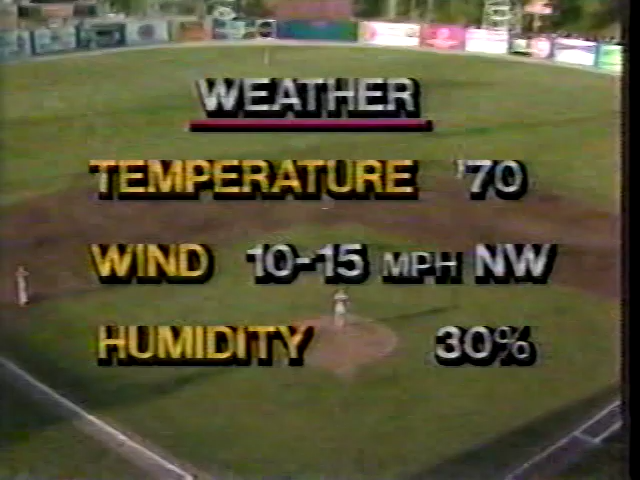 WEATHER
TEMPERATURE '70
WIND 10-15 MPH NW
HUMIDITY 30%